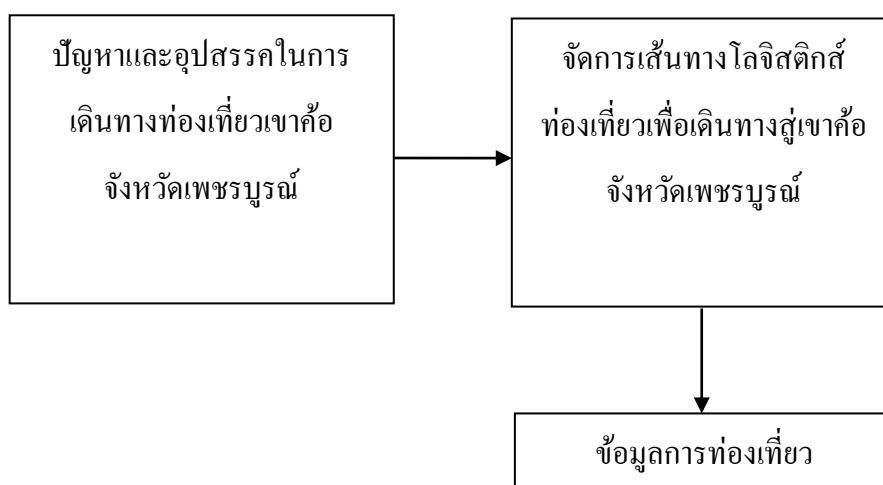 ปัญหาและอุปสรรคในการ
เดินทางท่องเที่ยวเขาค้อ
จังหวัดเพชรบูรณ์
จัดการเส้นทางโลจิสติกส์
ท่องเที่ยวเพื่อเดินทางสู่เขาค้อ
จังหวัดเพชรบูรณ์
ข้อมูลการท่องเที่ยว